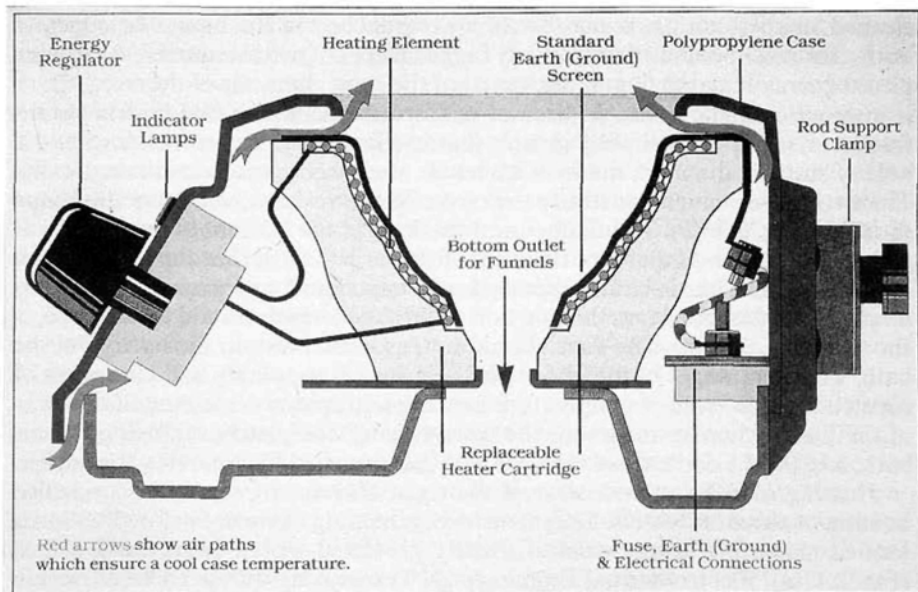 Energy
Regulator
Heating Element
Standard
Earth (Ground)
Screen
Polypropylene Case
Indicator
Lamps
Rod Support
Clamp
Bottom Outlet
for Funnels
Replaceable
Heater Cartridge
Red arrows show air paths
which ensure a cool case temperature.
Fuse, Earth (Ground)
& Electrical Connections